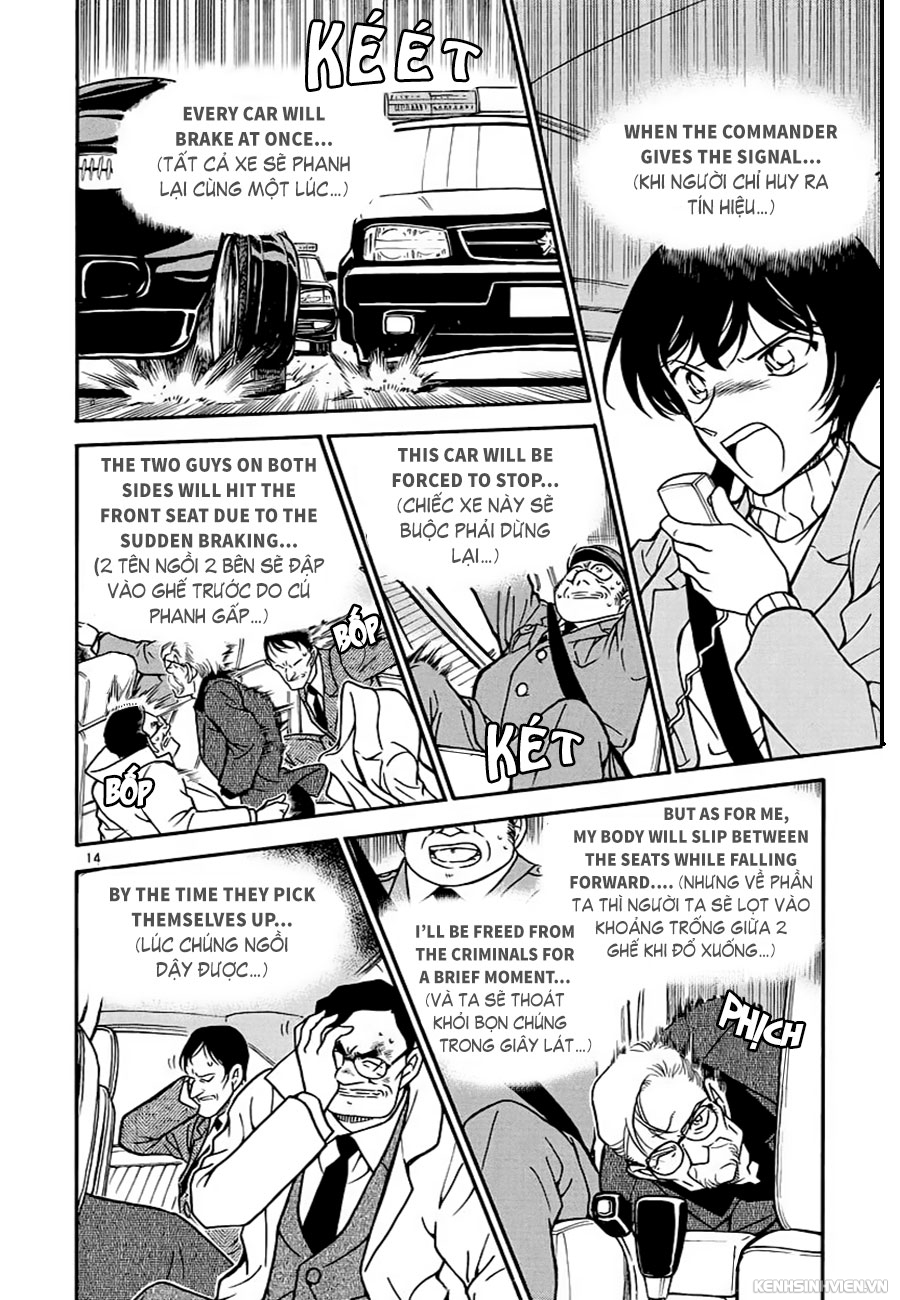 KÉÉT
WHEN THE COMMANDER
GIVES THE SIGNAL...
(KHI NGƯỜI CHỈ HUY RA
TÍN HIỆU...)
EVERY CAR WILL
BRAKE AT ONCE...
(TẤT CẢ XE SẼ PHANH
LẠI CÙNG MỘT LÚC...)
THIS CAR WILL BE
FORCED TO STOP...
(CHIẾC XE NÀY SẼ
BUỘC PHẢI DỪNG
LẠI...)
KÉT
THE TWO GUYS ON BOTH
SIDES WILL HIT THE
FRONT SEAT DUE TO THE
SUDDEN BRAKING...
(2 TÊN NGỒI 2 BÊN SẼ ĐẬP
VÀO GHẾ TRƯỚC DO CÚ
PHANH GẤP...)
BỐP
BỐP
14
BUT AS FOR ME,
MY BODY WILL SLIP BETWEEN
THE SEATS WHILE FALLING
FORWARD.... (NHƯNG VỀ PHẦN
TA THÌ NGƯỜI TA SẼ LỌT VÀO
KHOẢNG TRỐNG GIỮA 2
GHẾ KHI ĐỔ XUỐNG...)
I'LL BE FREED FROM
THE CRIMINALS FOR
A BRIEF MOMENT...
(VÀ TA SẼ THOÁT
KHỎI BỌN CHÚNG
TRONG GIÂY LÁT...)
PHỊCH
BY THE TIME THEY PICK
THEMSELVES UP...
(LÚC CHÚNG NGỒI
DẬY ĐƯỢC...)
KENHSINHVIEN.VN